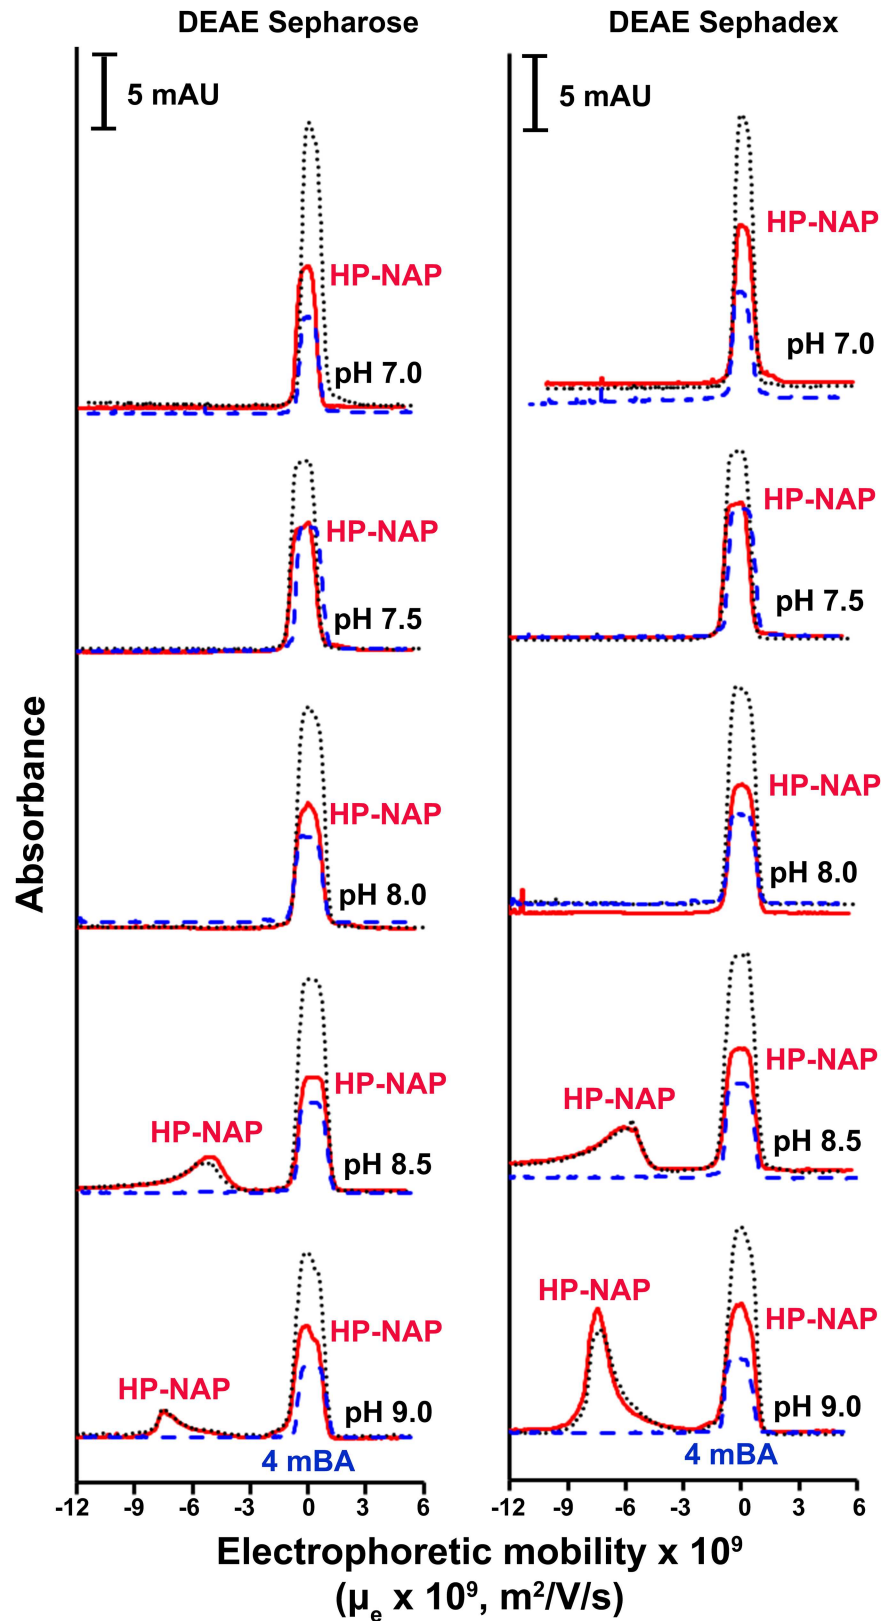 DEAE Sepharose
DEAE Sephadex
5 mAU
5 mAU
HP-NAP
pH 7.0
HP-NAP
pH 7.0
HP-NAP
pH 7.5
HP-NAP
pH 7.5
HP-NAP
pH 8.0
HP-NAP
pH 8.0
HP-NAP
HP-NAP
pH 8.5
HP-NAP
HP-NAP
pH 8.5
HP-NAP
HP-NAP
pH 9.0
4 mBA
HP-NAP
HP-NAP
pH 9.0
4 mBA
Absorbance
-12 -9 -6 -3 0 3 6
-12 -9 -6 -3 0 3 6
Electrophoretic mobility x 10⁹
(μₑ x 10⁹, m²/V/s)